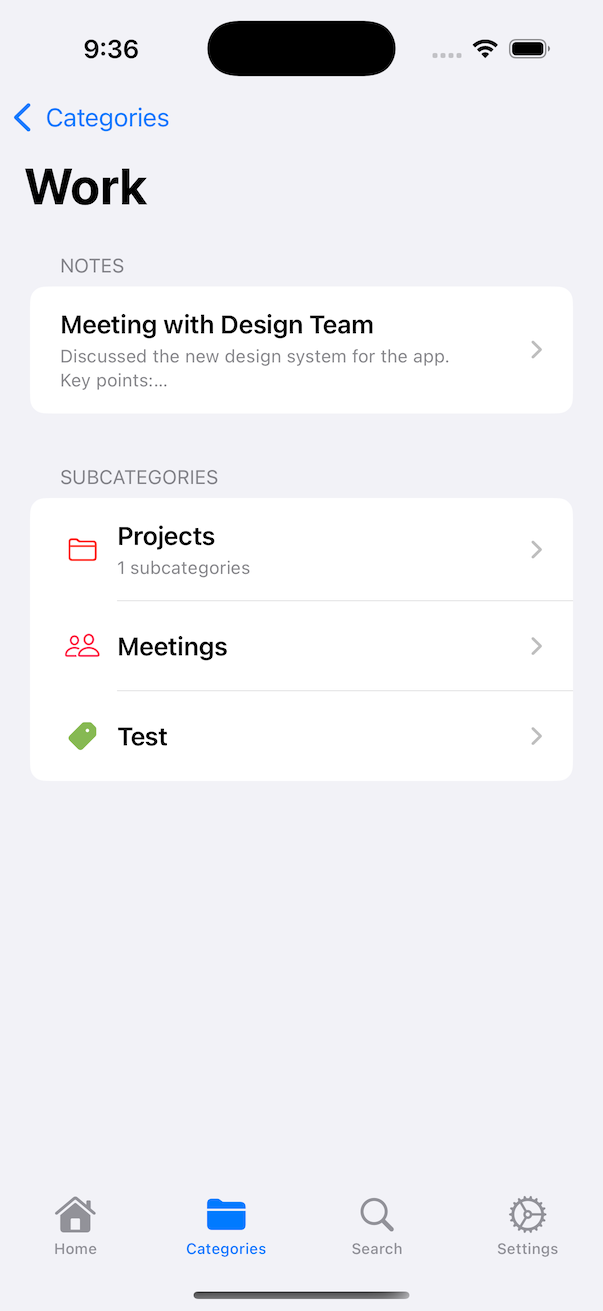 9:36
Categories
Work
NOTES
Meeting with Design Team
Discussed the new design system for the app.
Key points:...
SUBCATEGORIES
Projects
1 subcategories
Meetings
Test
Home
Categories
Search
Settings